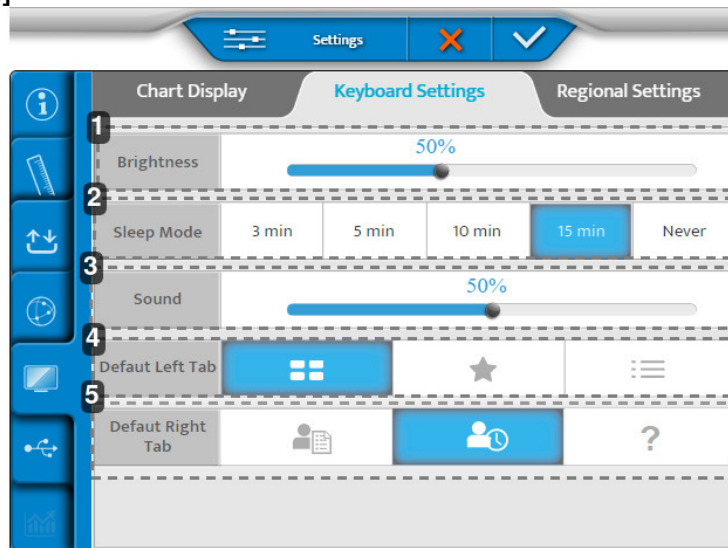 ]
Settings
Chart Display Keyboard Settings Regional Settings
1
50%
Brightness
2
Sleep Mode 3 min 5 min 10 min 15 min Never
3
50%
Sound
4
Defaut Left Tab
5
Defaut Right
Tab ?